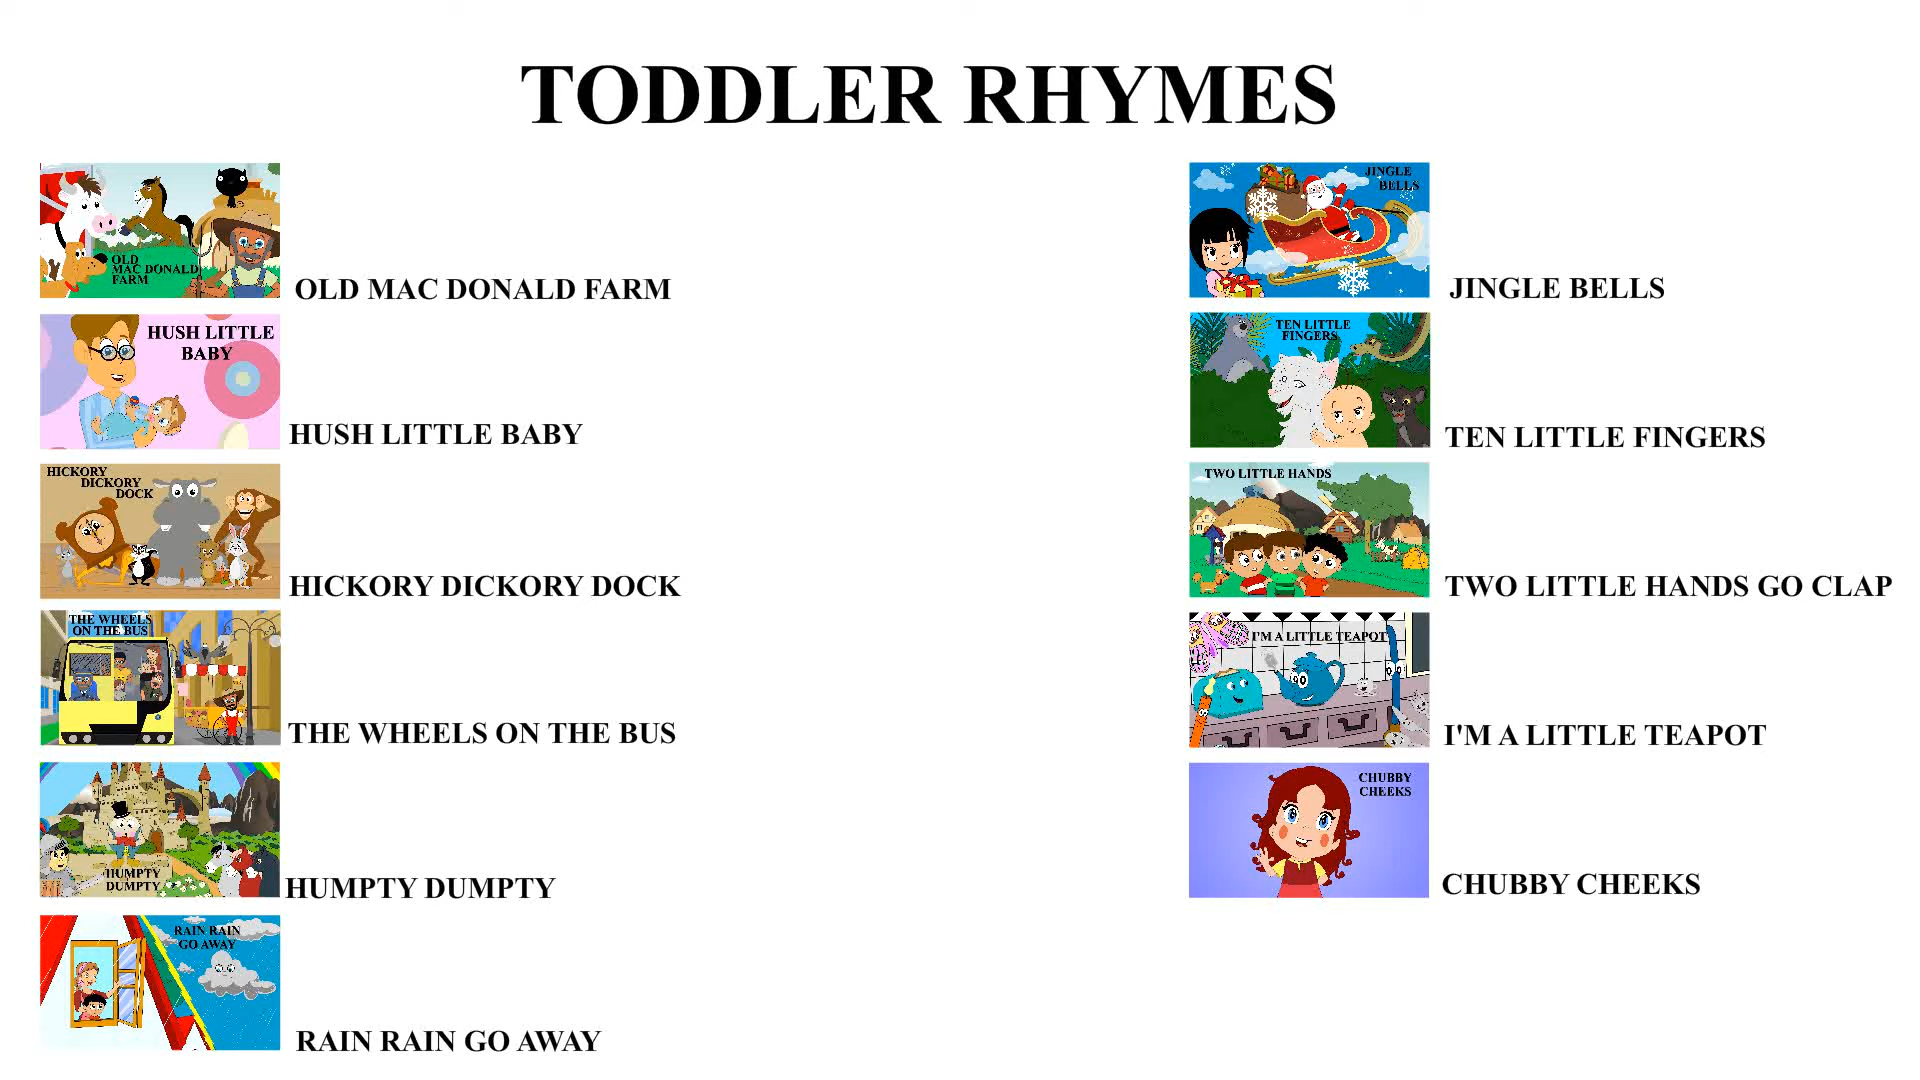 TODDLER RHYMES
OLD
MAC DONALD
FARM
OLD MAC DONALD FARM
HUSH LITTLE
BABY
HUSH LITTLE BABY
HICKORY
DICKORY
DOCK
HICKORY DICKORY DOCK
THE WHEELS
ON THE BUS
THE WHEELS ON THE BUS
HUMPTY
DUMPTY
HUMPTY DUMPTY
RAIN RAIN
GO AWAY
RAIN RAIN GO AWAY
JINGLE
BELLS
JINGLE BELLS
TEN LITTLE
FINGERS
TEN LITTLE FINGERS
TWO LITTLE HANDS
TWO LITTLE HANDS GO CLAP
I'M A LITTLE TEAPOT
I'M A LITTLE TEAPOT
CHUBBY
CHEEKS
CHUBBY CHEEKS